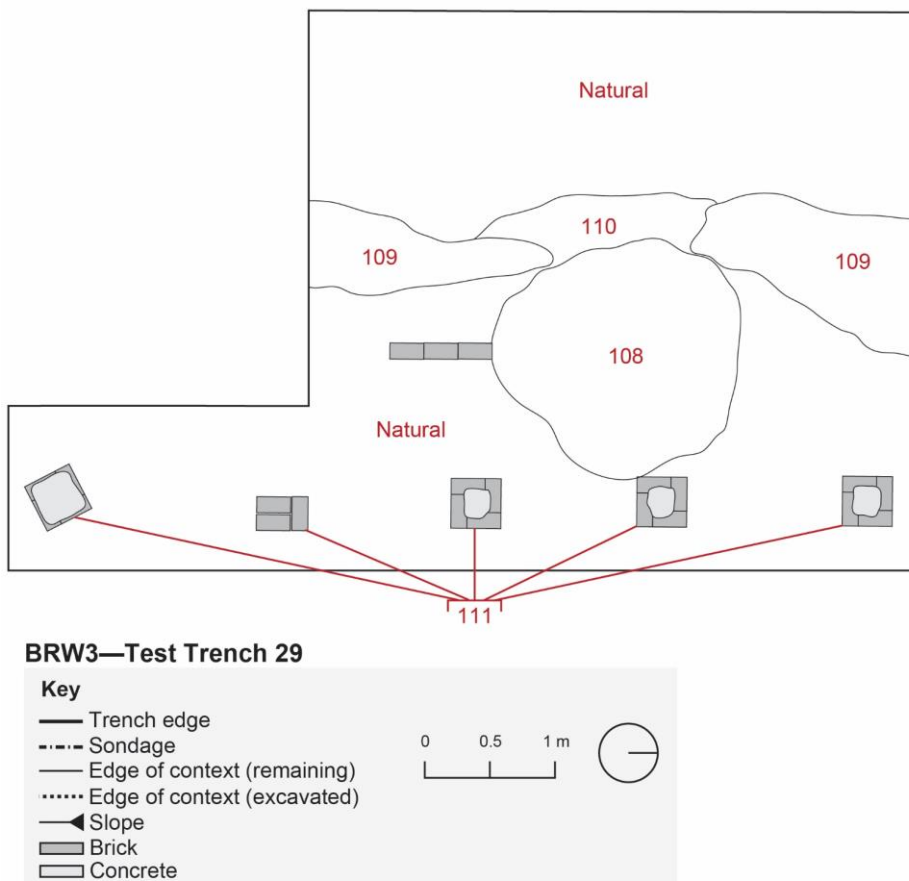 Natural
110
109
109
108
Natural
111
BRW3—Test Trench 29
Key
Trench edge
Sondage
Edge of context (remaining)
Edge of context (excavated)
Slope
Brick
Concrete
0 0.5 1 m